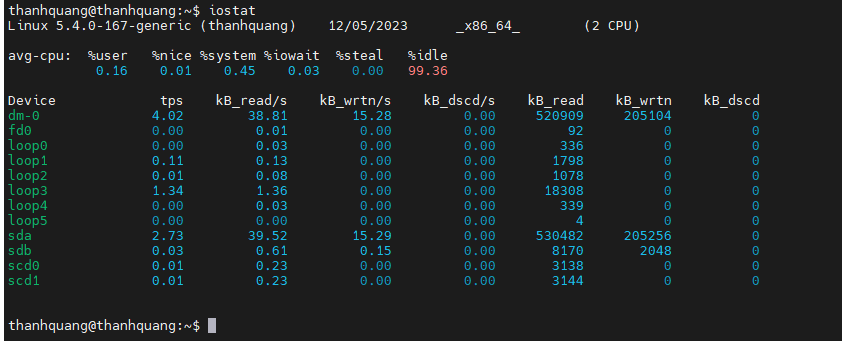 thanhquang@thanhquang:~$ iostat
Linux 5.4.0-167-generic (thanhquang)    12/05/2023      _x86_64_        (2 CPU)
avg-cpu:  %user   %nice %system %iowait  %steal   %idle
           0.16    0.01    0.45    0.03    0.00   99.36
Device             tps    kB_read/s    kB_wrtn/s    kB_dscd/s    kB_read    kB_wrtn    kB_dscd
dm-0              4.02        38.81        15.28         0.00     520909     205104          0
fd0               0.00         0.01         0.00         0.00         92          0          0
loop0             0.00         0.03         0.00         0.00        336          0          0
loop1             0.11         0.13         0.00         0.00       1798          0          0
loop2             0.01         0.08         0.00         0.00       1078          0          0
loop3             1.34         1.36         0.00         0.00      18308          0          0
loop4             0.00         0.03         0.00         0.00        339          0          0
loop5             0.00         0.00         0.00         0.00          4          0          0
sda               2.73        39.52        15.29         0.00     530482     205256          0
sdb               0.03         0.61         0.15         0.00       8170       2048          0
scd0              0.01         0.23         0.00         0.00       3138          0          0
scd1              0.01         0.23         0.00         0.00       3144          0          0
thanhquang@thanhquang:~$